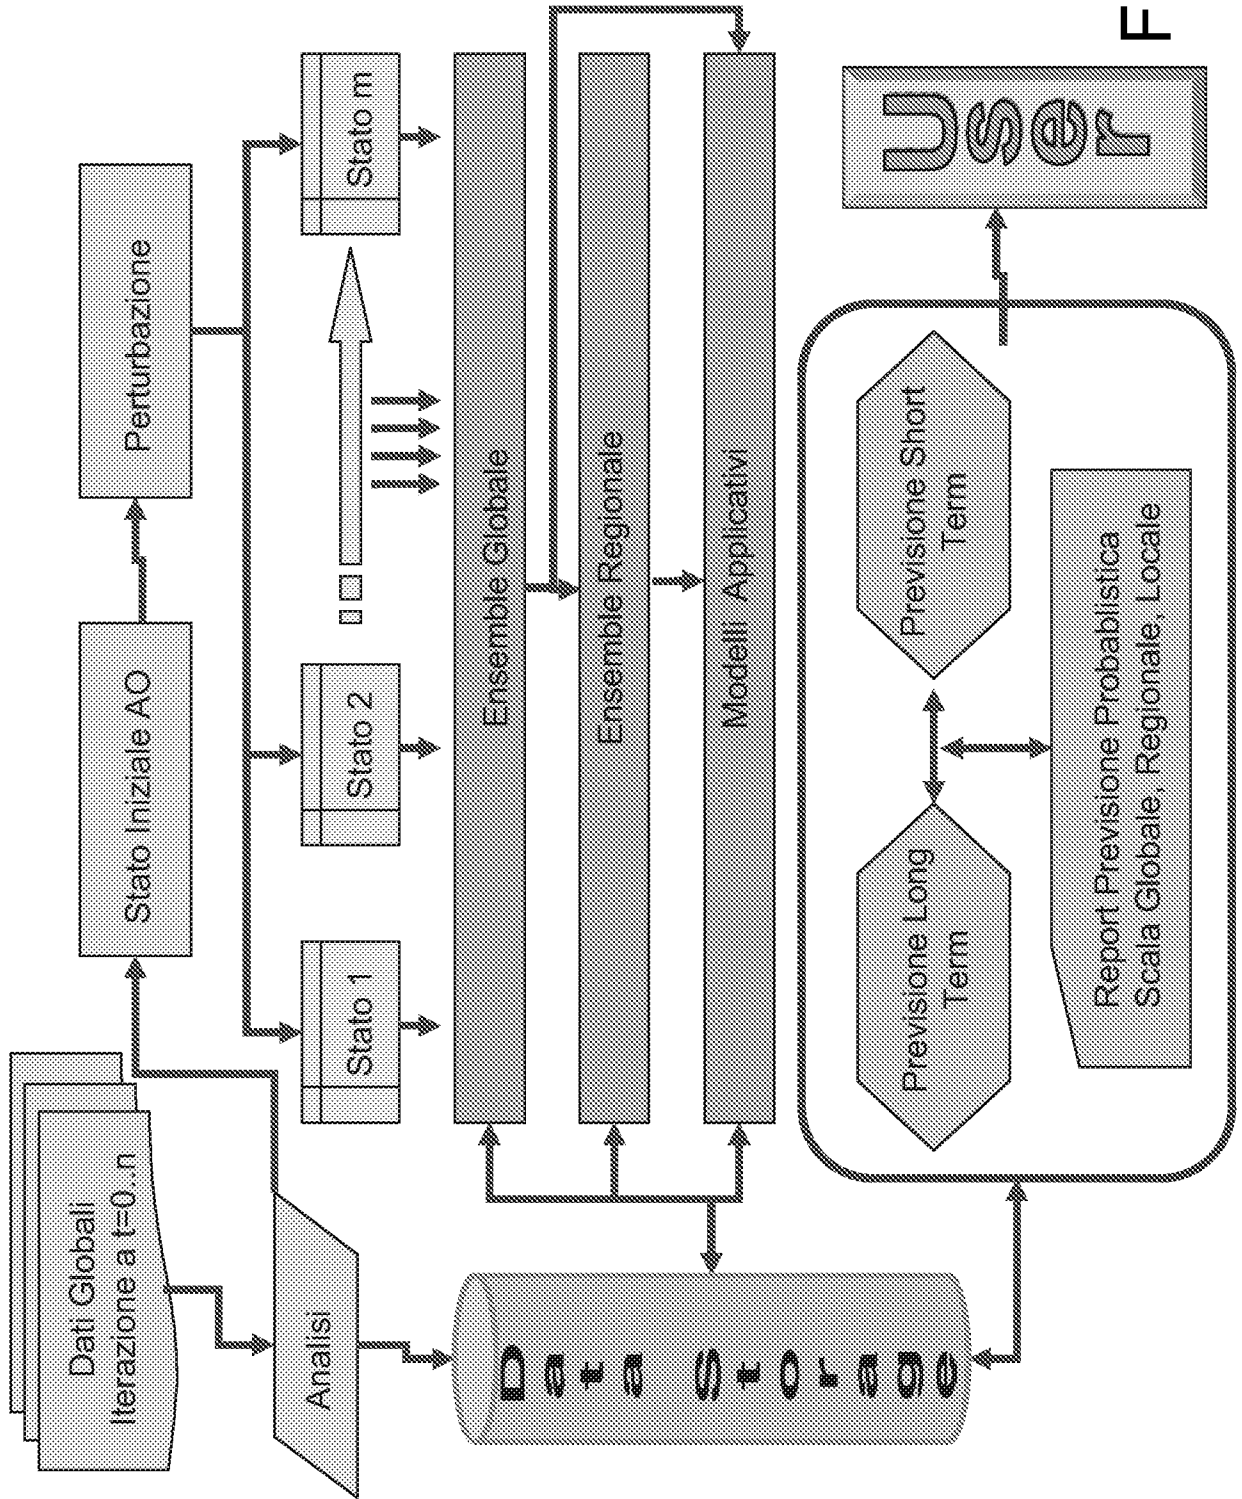 Dati Globali
Iterazione a t=0..n
Stato Iniziale AO
Perturbazione
Analisi
Stato 1
Stato 2
Stato m
Ensemble Globale
Ensemble Regionale
Modelli Applicativi
Data Storage
Previsione Long
Term
Previsione Short
Term
Report Previsione Probablistica
Scala Globale, Regionale, Locale
User
F